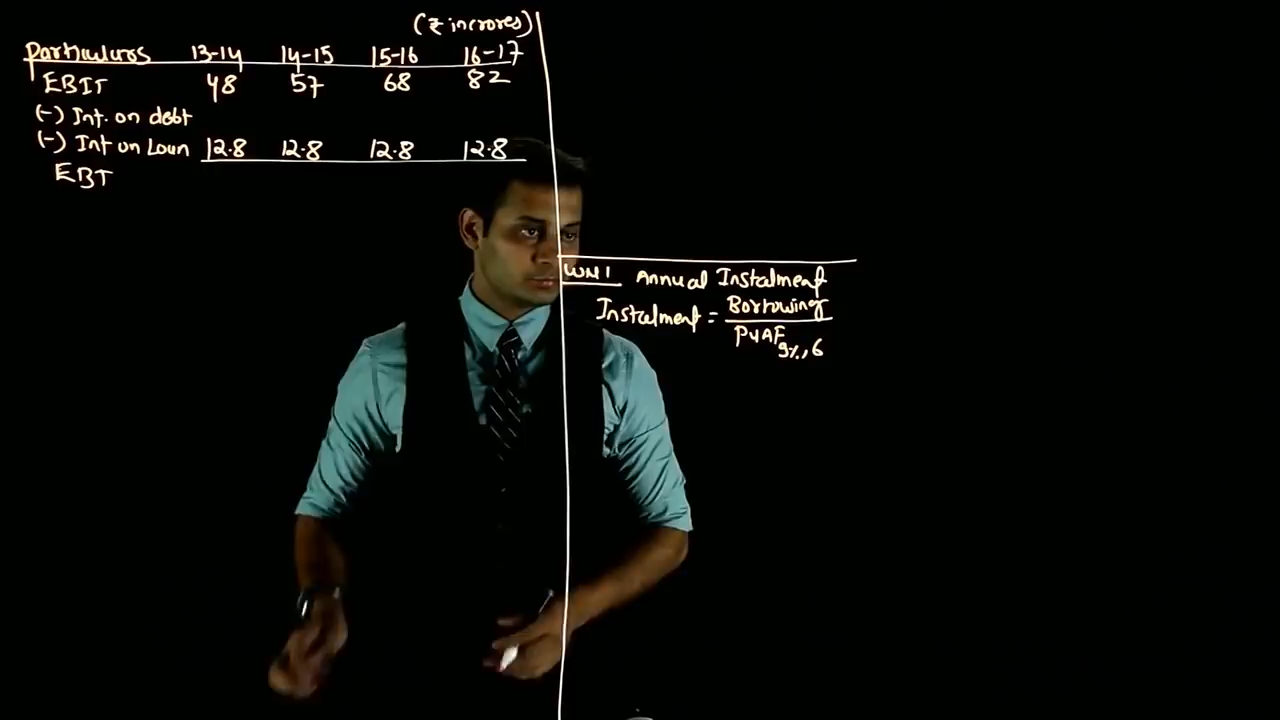 (₹ in crores)
Particulars 13-14 14-15 15-16 16-17
EBIT 48 57 68 82
(-) Int. on debt
(-) Int on Loan 12.8 12.8 12.8 12.8
EBT
WN 1 Annual Instalment
Instalment = Borrowing
PVAF 9%, 6